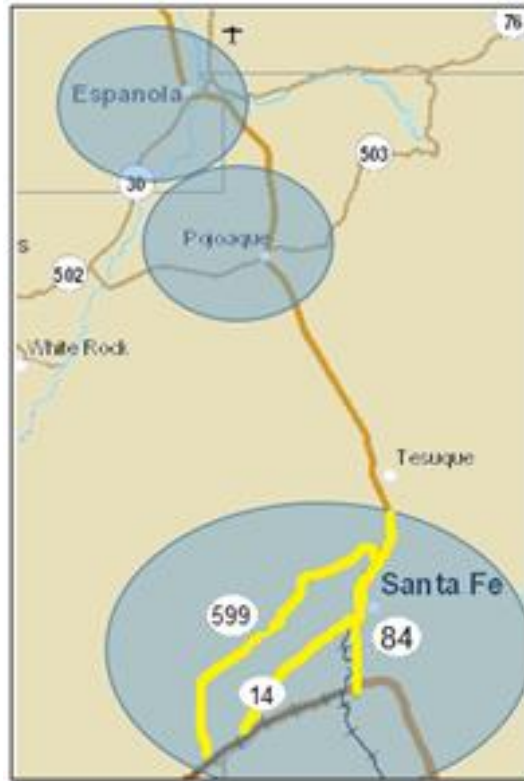 76
Espanola
503
30
Pojoaque
s
502
White Rock
Tesuque
Santa Fe
599
84
14